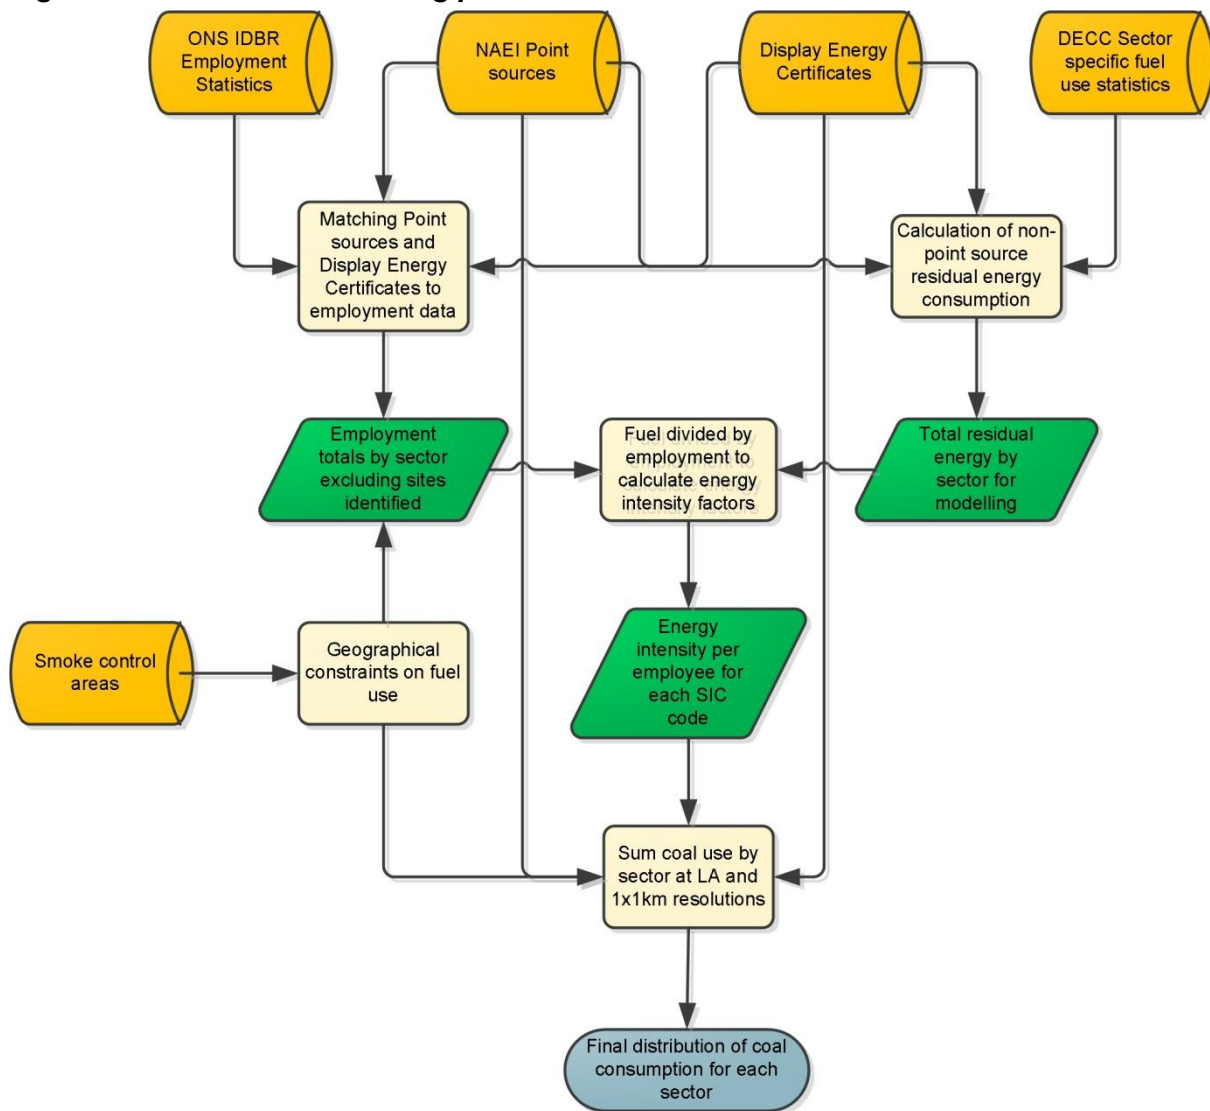 ONS IDBR
Employment
Statistics
NAEI Point
sources
Display Energy
Certificates
DECC Sector
specific fuel
use statistics
Matching Point
sources and
Display Energy
Certificates to
employment data
Calculation of non-
point source
residual energy
consumption
Employment
totals by sector
excluding sites
identified
Fuel divided by
employment to
calculate energy
intensity factors
Total residual
energy by
sector for
modelling
Smoke control
areas
Geographical
constraints on fuel
use
Energy
intensity per
employee for
each SIC
code
Sum coal use by
sector at LA and
1x1km resolutions
Final distribution of coal
consumption for each
sector